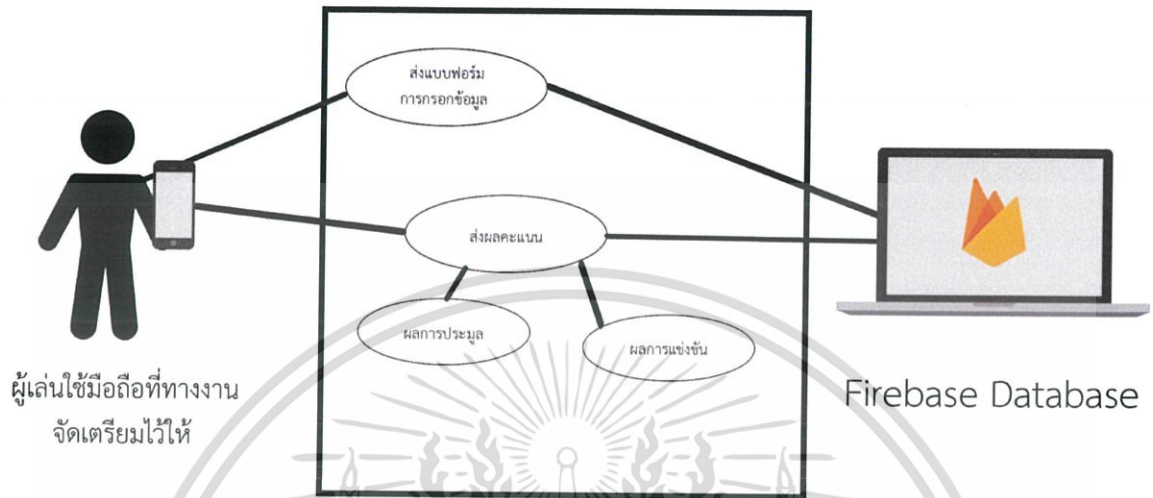 ส่งแบบฟอร์ม
การกรอกข้อมูล
ส่งผลคะแนน
ผลการประมูล
ผลการแข่งขัน
ผู้เล่นใช้มือถือที่ทางงาน
จัดเตรียมไว้ให้
Firebase Database